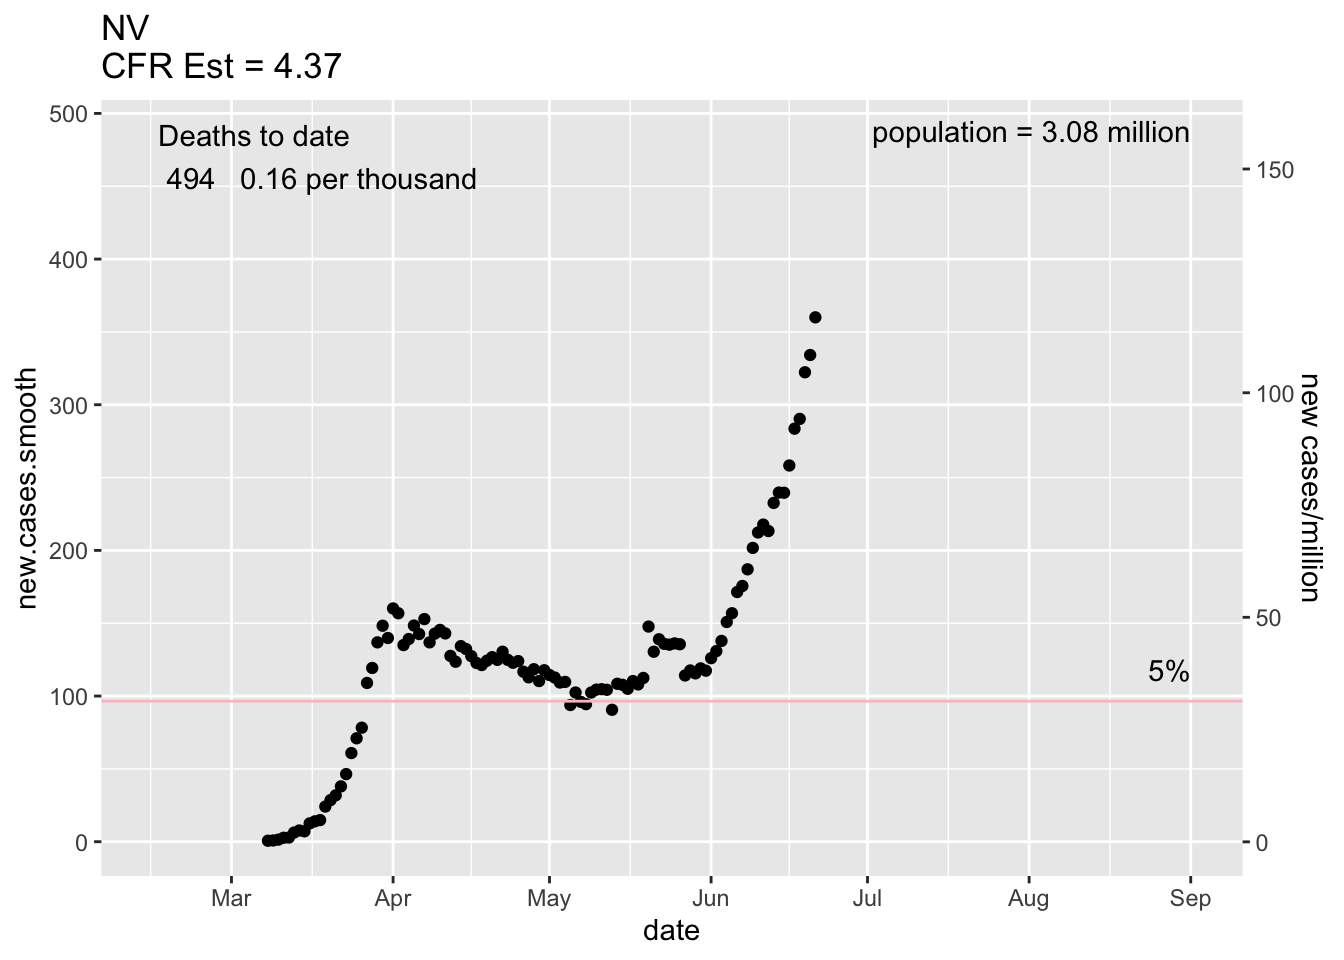 NV
CFR Est = 4.37
500
400
300
200
100
0
new.cases.smooth
Deaths to date
494 0.16 per thousand
population = 3.08 million
5%
150
100
50
0
new cases/million
Mar Apr May Jun Jul Aug Sep
date